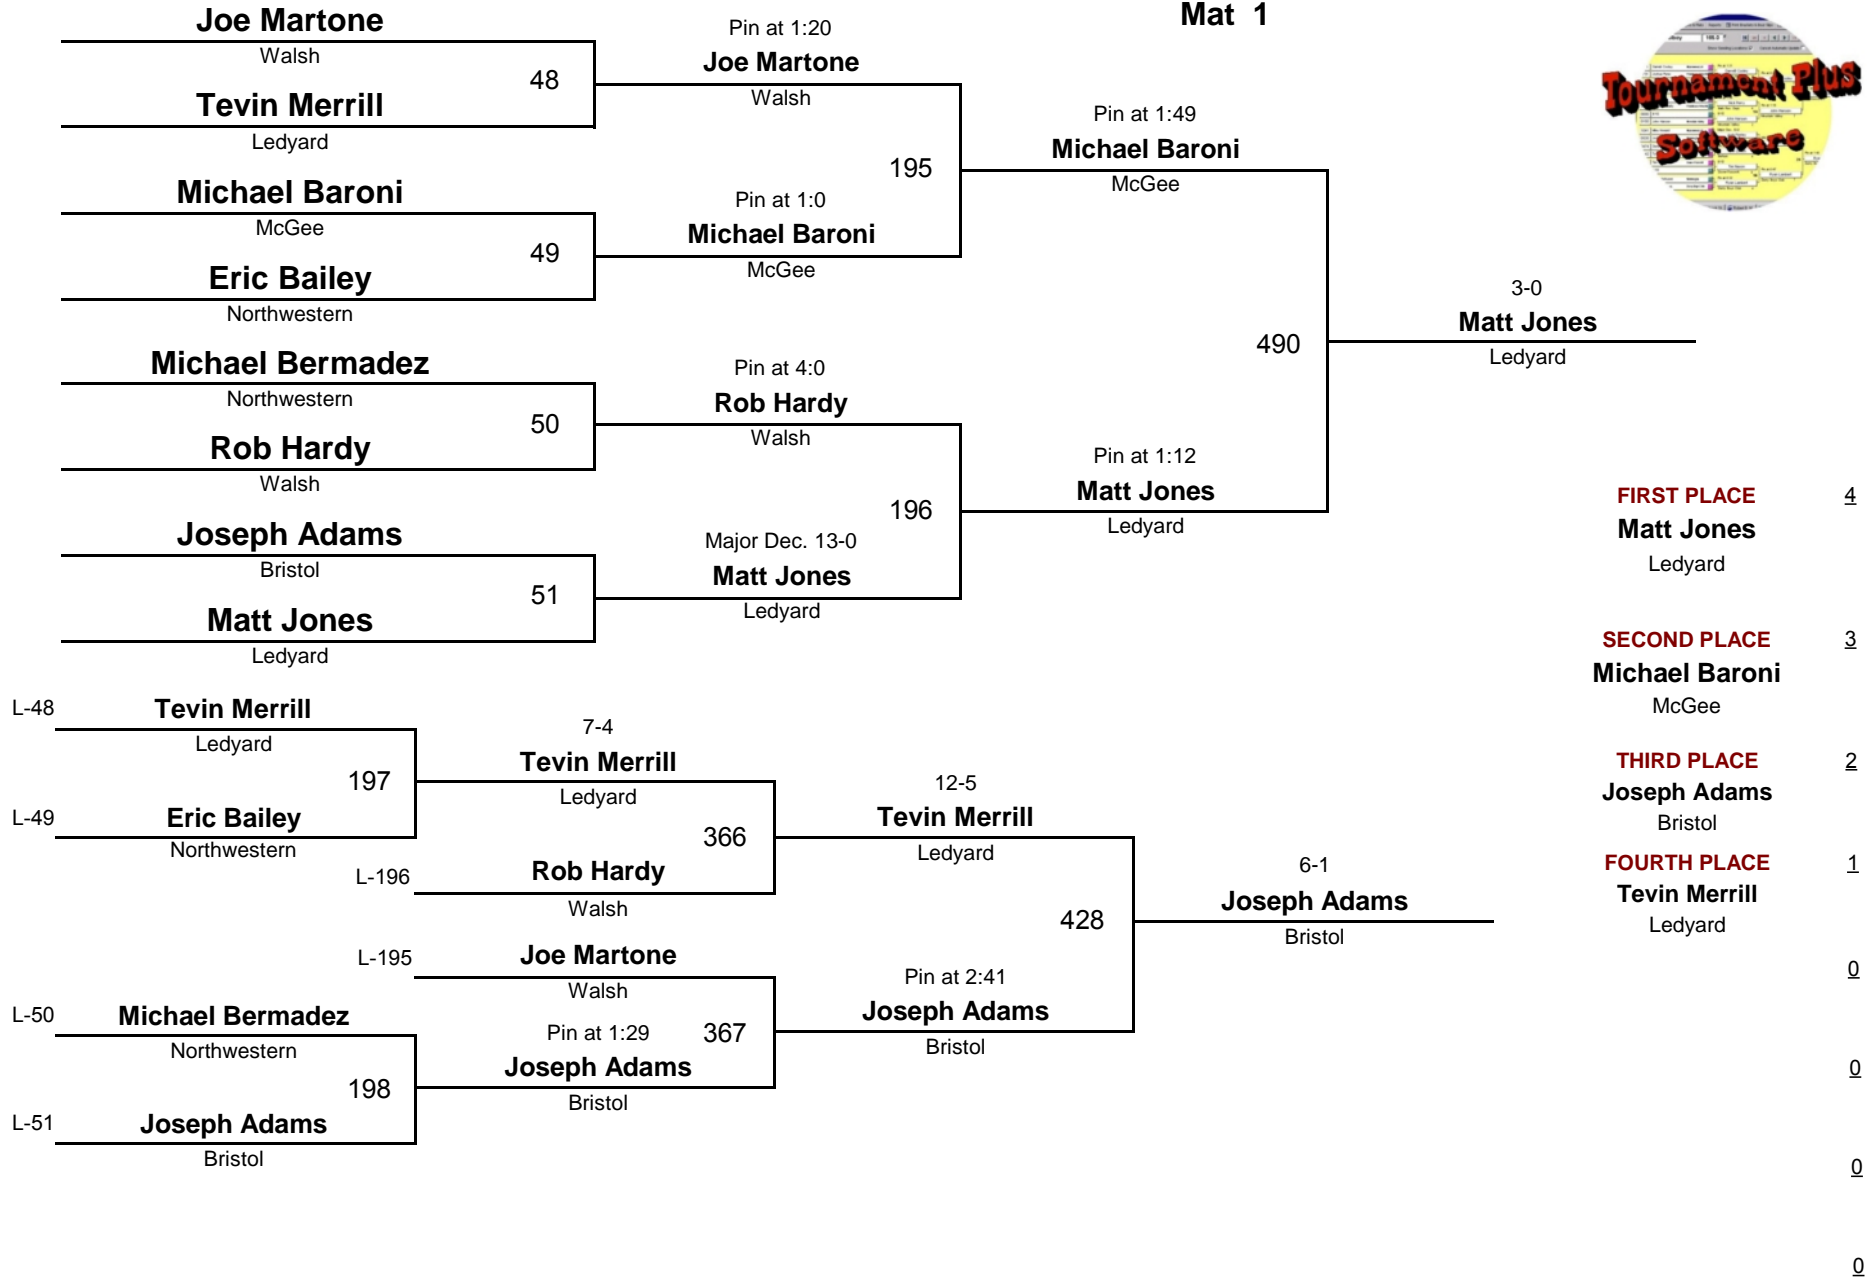 Mat 1
Tournament Plus
Software
Joe Martone
Walsh
48
Tevin Merrill
Ledyard
Michael Baroni
McGee
49
Eric Bailey
Northwestern
Michael Bermadez
Northwestern
50
Rob Hardy
Walsh
Joseph Adams
Bristol
51
Matt Jones
Ledyard
Pin at 1:20
Joe Martone
Walsh
195
Pin at 1:0
Michael Baroni
McGee
Pin at 4:0
Rob Hardy
Walsh
196
Major Dec. 13-0
Matt Jones
Ledyard
Pin at 1:49
Michael Baroni
McGee
490
Pin at 1:12
Matt Jones
Ledyard
3-0
Matt Jones
Ledyard
L-48
Tevin Merrill
Ledyard
197
L-49
Eric Bailey
Northwestern
7-4
Tevin Merrill
Ledyard
366
L-196
Rob Hardy
Walsh
L-195
Joe Martone
Walsh
367
L-50
Michael Bermadez
Northwestern
198
L-51
Joseph Adams
Bristol
Pin at 1:29
Joseph Adams
Bristol
12-5
Tevin Merrill
Ledyard
428
Pin at 2:41
Joseph Adams
Bristol
6-1
Joseph Adams
Bristol
FIRST PLACE 4
Matt Jones
Ledyard
SECOND PLACE 3
Michael Baroni
McGee
THIRD PLACE 2
Joseph Adams
Bristol
FOURTH PLACE 1
Tevin Merrill
Ledyard
0
0
0
0